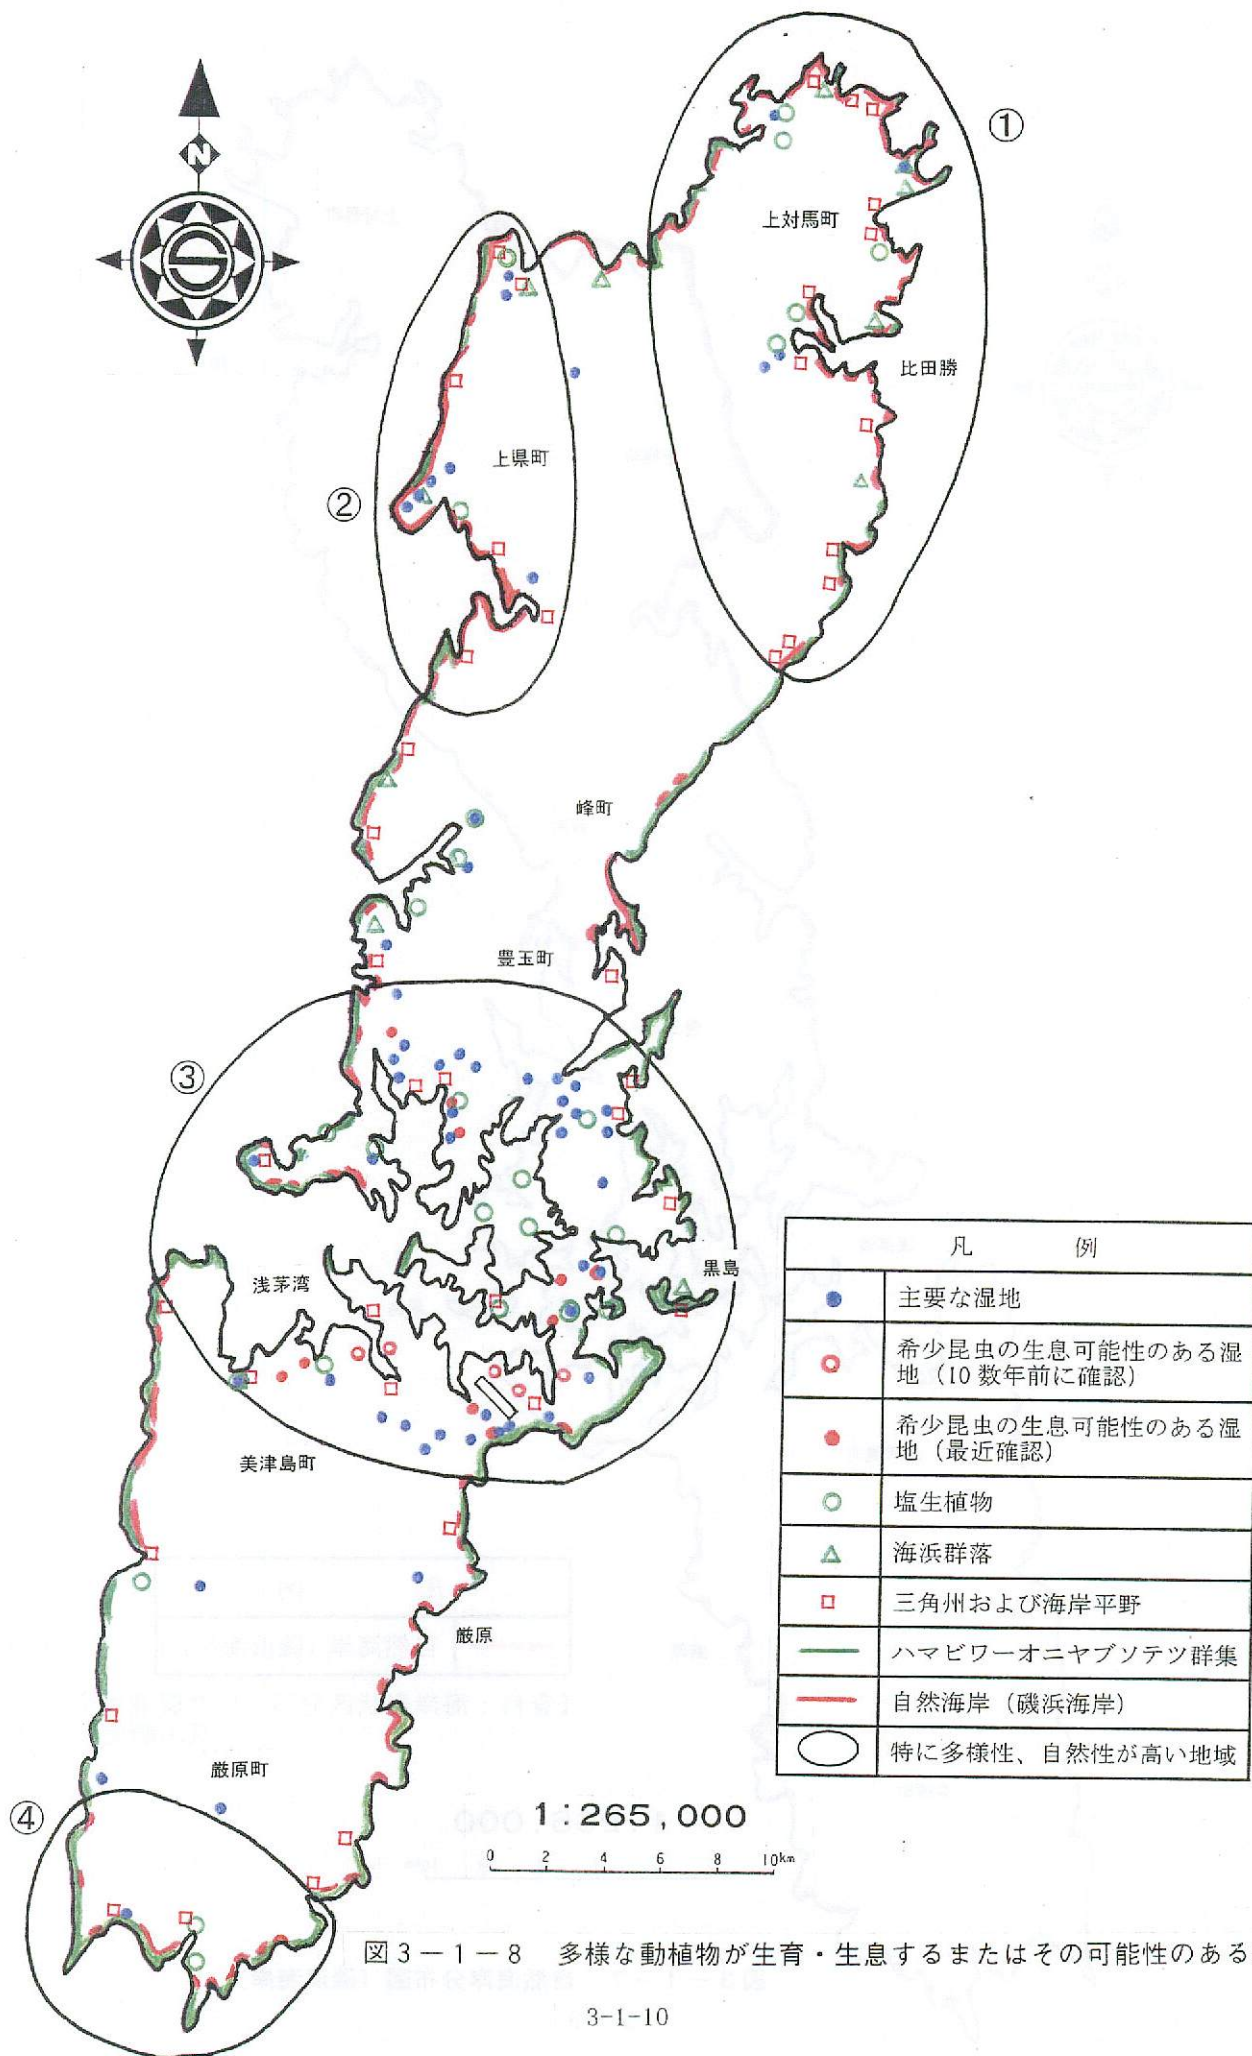 N
①
上対馬町
比田勝
上県町
②
峰町
豊玉町
③
黒島
浅茅湾
美津島町
厳原
厳原町
④
凡 例
主要な湿地
希少昆虫の生息可能性のある湿
地（10数年前に確認）
希少昆虫の生息可能性のある湿
地（最近確認）
塩生植物
海浜群落
三角州および海岸平野
ハマビワーオニヤブソテツ群集
自然海岸（磯浜海岸）
特に多様性、自然性が高い地域
1:265,000
0 2 4 6 8 10km
図3－1－8 多様な動植物が生育・生息するまたはその可能性のある
3-1-10